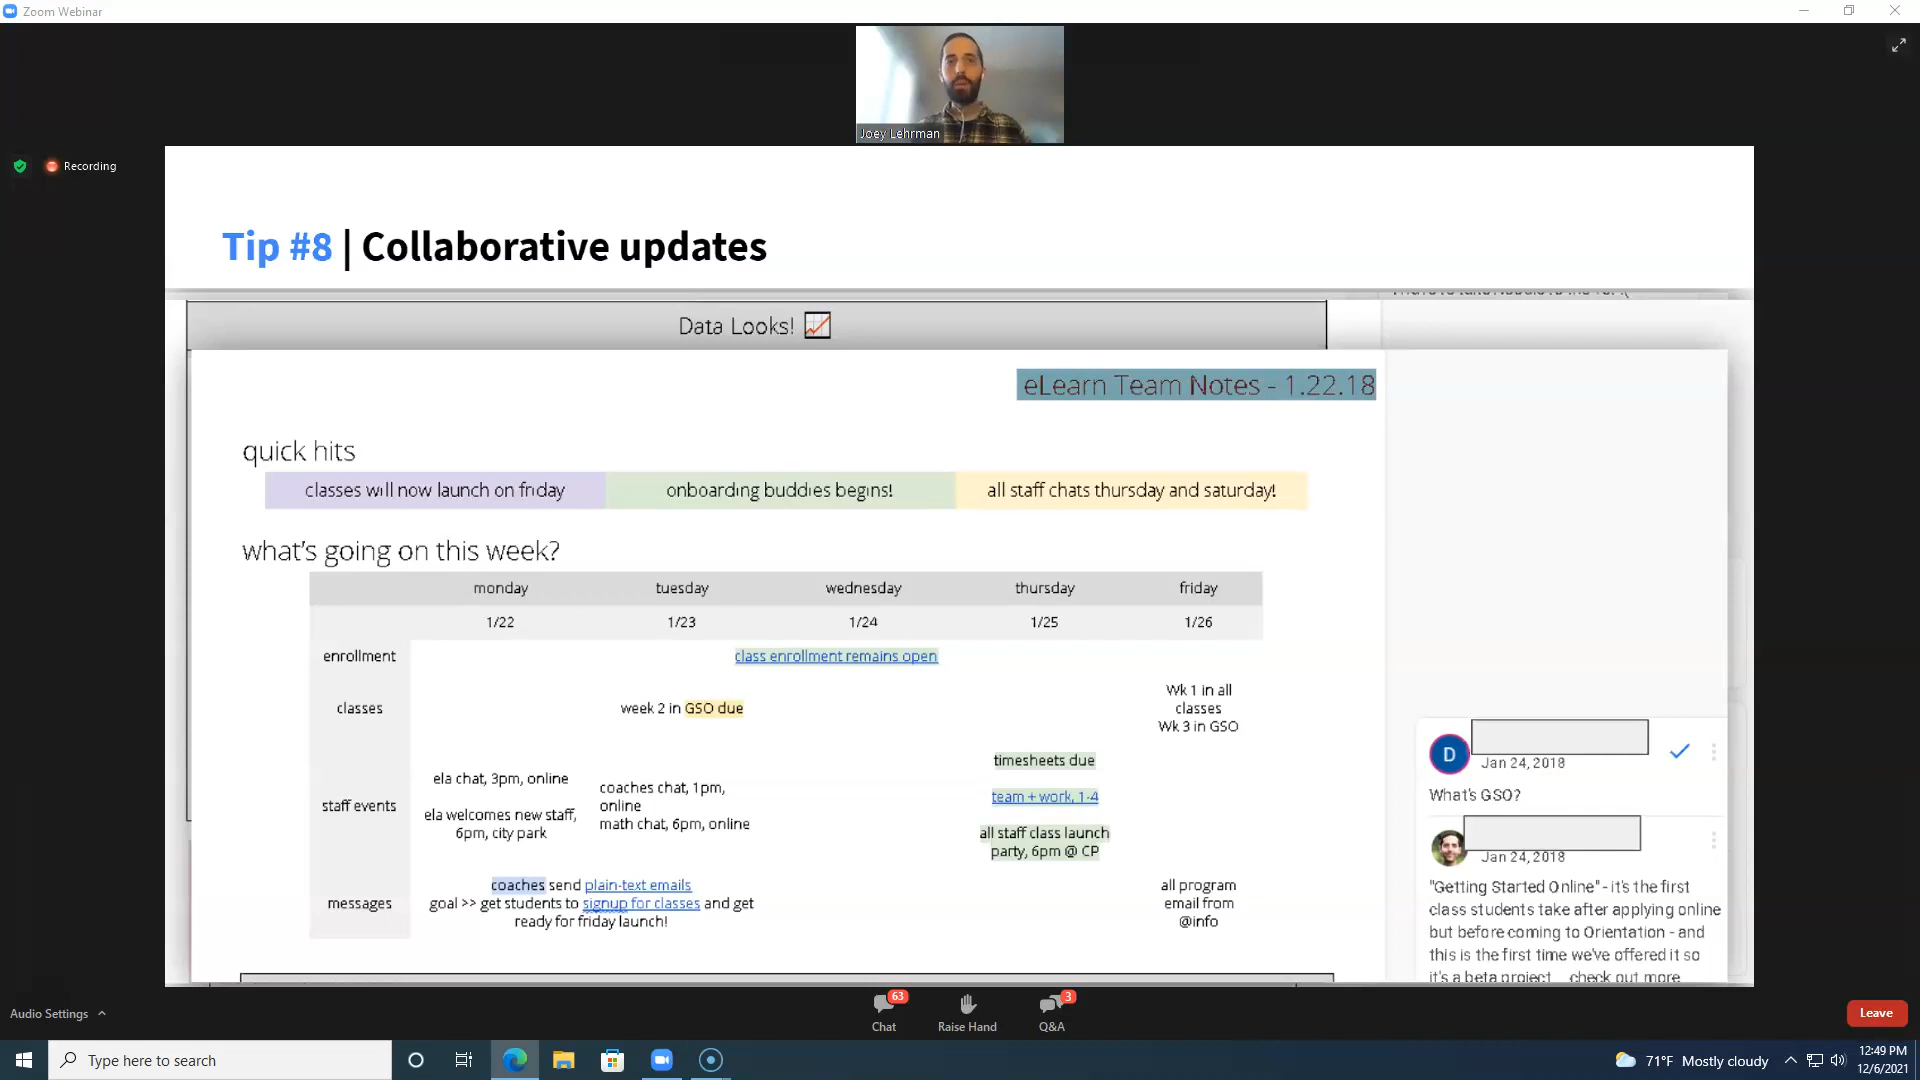 Zoom Webinar
Joey Lehrman
Recording
Tip #8 | Collaborative updates
Data Looks!
eLearn Team Notes - 1.22.18
quick hits
classes will now launch on friday
onboarding buddies begins!
all staff chats thursday and saturday!
what's going on this week?
monday tuesday wednesday thursday friday
1/22 1/23 1/24 1/25 1/26
enrollment
class enrollment remains open
classes
week 2 in GSO due
Wk 1 in all
classes
Wk 3 in GSO
staff events
ela chat, 3pm, online
ela welcomes new staff,
6pm, city park
coaches chat, 1pm,
online
math chat, 6pm, online
timesheets due
team + work, 1-4
all staff class launch
party, 6pm @ CP
messages
coaches send plain-text emails
goal >> get students to signup for classes and get
ready for friday launch!
all program
email from
@info
D
Jan 24, 2018
What's GSO?
Jan 24, 2018
"Getting Started Online" - it's the first
class students take after applying online
but before coming to Orientation - and
this is the first time we've offered it so
it's a beta project... check out more
Audio Settings
63
Chat
Raise Hand
3
Q&A
Leave
Type here to search
71°F Mostly cloudy
12:49 PM
12/6/2021